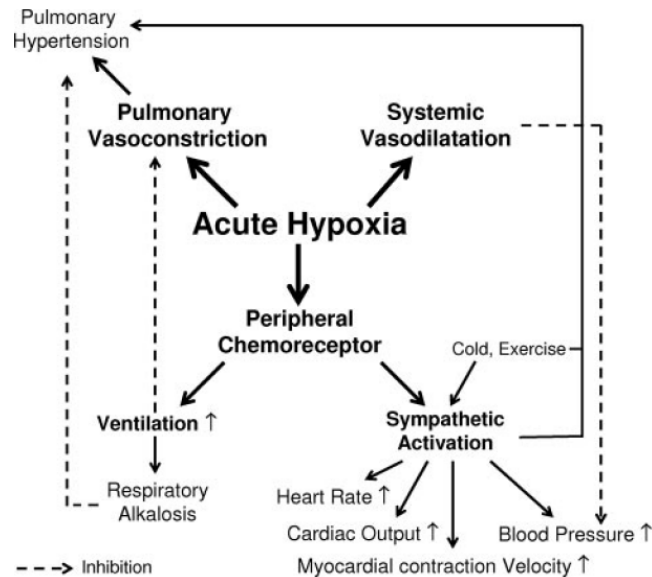 Pulmonary
Hypertension
Pulmonary
Vasoconstriction
Systemic
Vasodilatation
Acute Hypoxia
Peripheral
Chemoreceptor
Cold, Exercise
Ventilation ↑
Sympathetic
Activation
Respiratory
Alkalosis
Heart Rate ↑
Cardiac Output ↑
Blood Pressure ↑
Myocardial contraction Velocity ↑
Inhibition